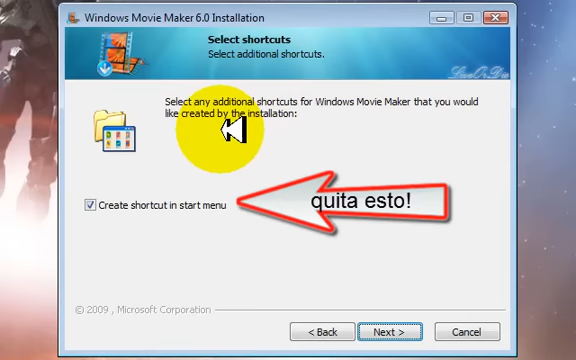 Windows Movie Maker 6.0 Installation
Select shortcuts
Select additional shortcuts.
LiveOrDie
Select any additional shortcuts for Windows Movie Maker that you would
like created by the installation:
Create shortcut in start menu
quita esto!
© 2009 , Microsoft Corporation
< Back
Next >
Cancel